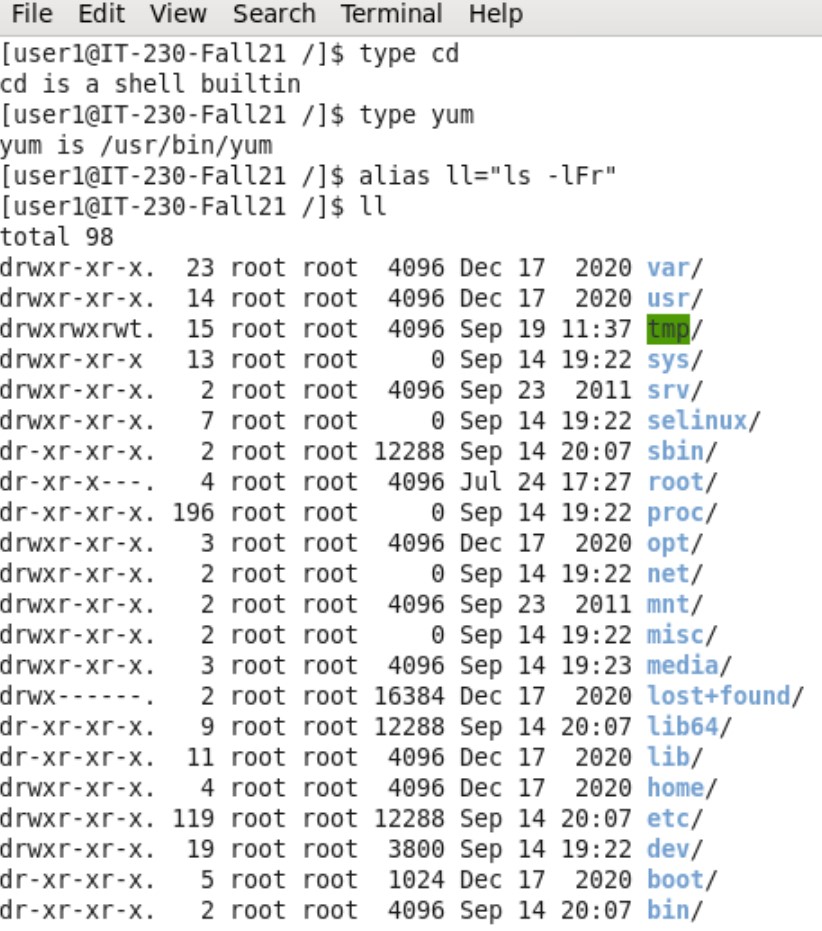 File Edit View Search Terminal Help
[user1@IT-230-Fall21 /]$ type cd
cd is a shell builtin
[user1@IT-230-Fall21 /]$ type yum
yum is /usr/bin/yum
[user1@IT-230-Fall21 /]$ alias ll="ls -lFr"
[user1@IT-230-Fall21 /]$ ll
total 98
drwxr-xr-x.  23 root root  4096 Dec 17  2020 var/
drwxr-xr-x.  14 root root  4096 Dec 17  2020 usr/
drwxrwxrwt.  15 root root  4096 Sep 19 11:37 tmp/
drwxr-xr-x   13 root root     0 Sep 14 19:22 sys/
drwxr-xr-x.   2 root root  4096 Sep 23  2011 srv/
drwxr-xr-x.   7 root root     0 Sep 14 19:22 selinux/
dr-xr-xr-x.   2 root root 12288 Sep 14 20:07 sbin/
dr-xr-x---.   4 root root  4096 Jul 24 17:27 root/
dr-xr-xr-x. 196 root root     0 Sep 14 19:22 proc/
drwxr-xr-x.   3 root root  4096 Dec 17  2020 opt/
drwxr-xr-x.   2 root root     0 Sep 14 19:22 net/
drwxr-xr-x.   2 root root  4096 Sep 23  2011 mnt/
drwxr-xr-x.   2 root root     0 Sep 14 19:22 misc/
drwxr-xr-x.   3 root root  4096 Sep 14 19:23 media/
drwx------.   2 root root 16384 Dec 17  2020 lost+found/
dr-xr-xr-x.   9 root root 12288 Sep 14 20:07 lib64/
dr-xr-xr-x.  11 root root  4096 Dec 17  2020 lib/
drwxr-xr-x.   4 root root  4096 Dec 17  2020 home/
drwxr-xr-x. 119 root root 12288 Sep 14 20:07 etc/
drwxr-xr-x.  19 root root  3800 Sep 14 19:22 dev/
dr-xr-xr-x.   5 root root  1024 Dec 17  2020 boot/
dr-xr-xr-x.   2 root root  4096 Sep 14 20:07 bin/